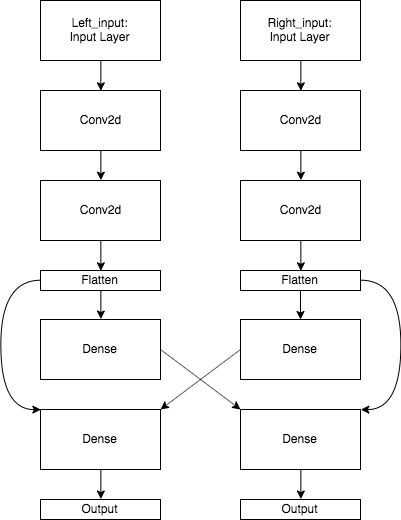 Left_input:
Input Layer
Right_input:
Input Layer
Conv2d
Conv2d
Conv2d
Conv2d
Flatten
Flatten
Dense
Dense
Dense
Dense
Output
Output